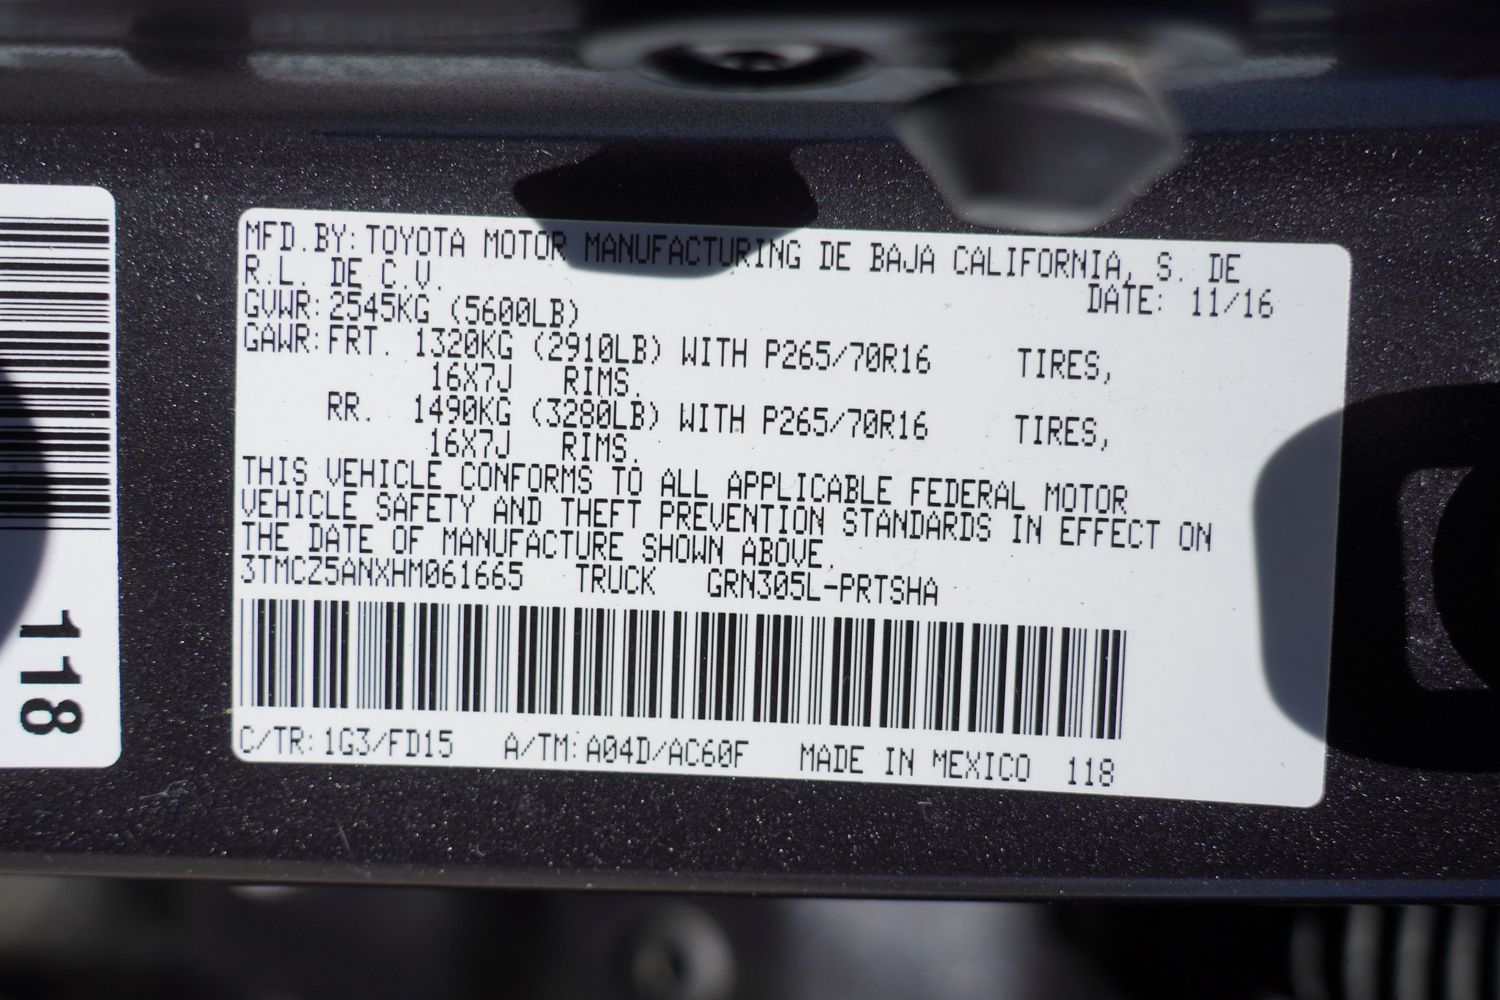 MFD.BY:TOYOTA MOTOR MANUFACTURING DE BAJA CALIFORNIA, S. DE
R.L. DE C.V.
DATE: 11/16
GVWR:2545KG (5600LB)
GAWR:FRT. 1320KG (2910LB) WITH P265/70R16 TIRES,
16X7J RIMS.
RR. 1490KG (3280LB) WITH P265/70R16 TIRES,
16X7J RIMS.
THIS VEHICLE CONFORMS TO ALL APPLICABLE FEDERAL MOTOR
VEHICLE SAFETY AND THEFT PREVENTION STANDARDS IN EFFECT ON
THE DATE OF MANUFACTURE SHOWN ABOVE.
3TMCZ5ANXHM061665 TRUCK GRN305L-PRTSHA
C/TR:1G3/FD15 A/TM:A04D/AC60F MADE IN MEXICO 118
118